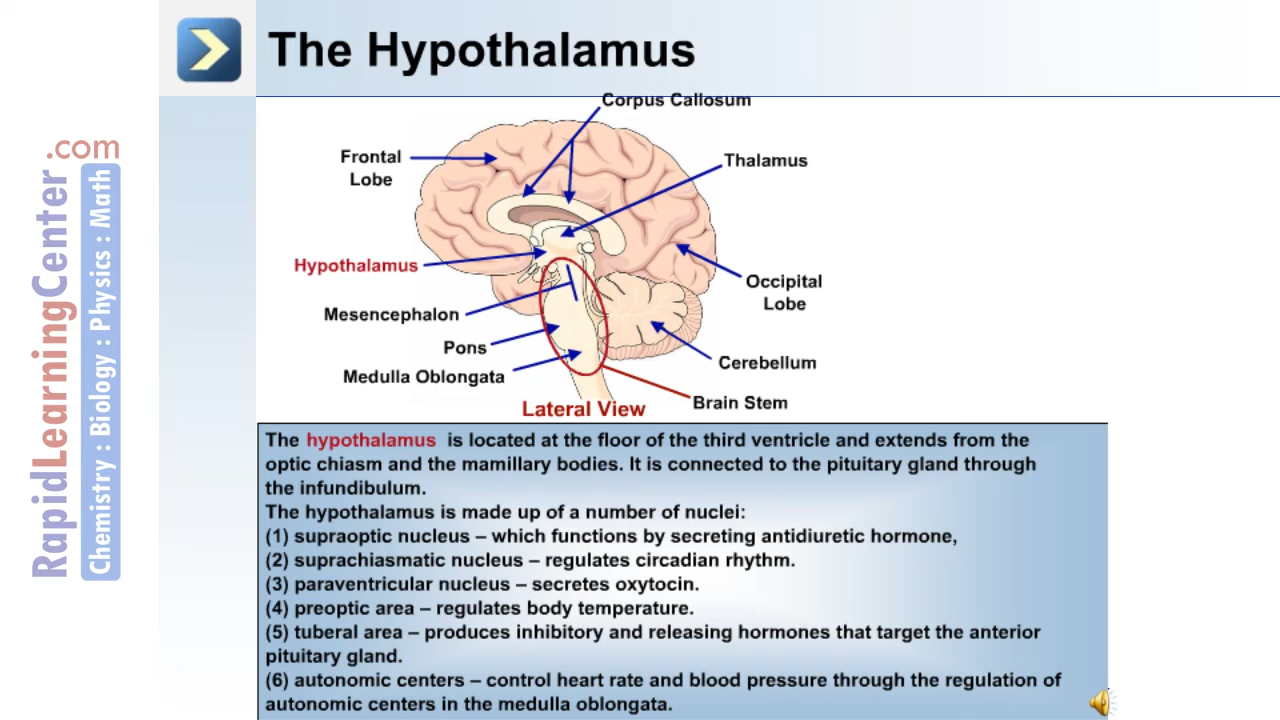 The Hypothalamus
Corpus Callosum
Frontal
Lobe
Thalamus
Hypothalamus
Occipital
Lobe
Mesencephalon
Pons
Cerebellum
Medulla Oblongata
Brain Stem
Lateral View
The hypothalamus is located at the floor of the third ventricle and extends from the
optic chiasm and the mamillary bodies. It is connected to the pituitary gland through
the infundibulum.
The hypothalamus is made up of a number of nuclei:
(1) supraoptic nucleus – which functions by secreting antidiuretic hormone,
(2) suprachiasmatic nucleus – regulates circadian rhythm.
(3) paraventricular nucleus – secretes oxytocin.
(4) preoptic area – regulates body temperature.
(5) tuberal area – produces inhibitory and releasing hormones that target the anterior
pituitary gland.
(6) autonomic centers – control heart rate and blood pressure through the regulation of
autonomic centers in the medulla oblongata.
RapidLearningCenter.com
Chemistry : Biology : Physics : Math